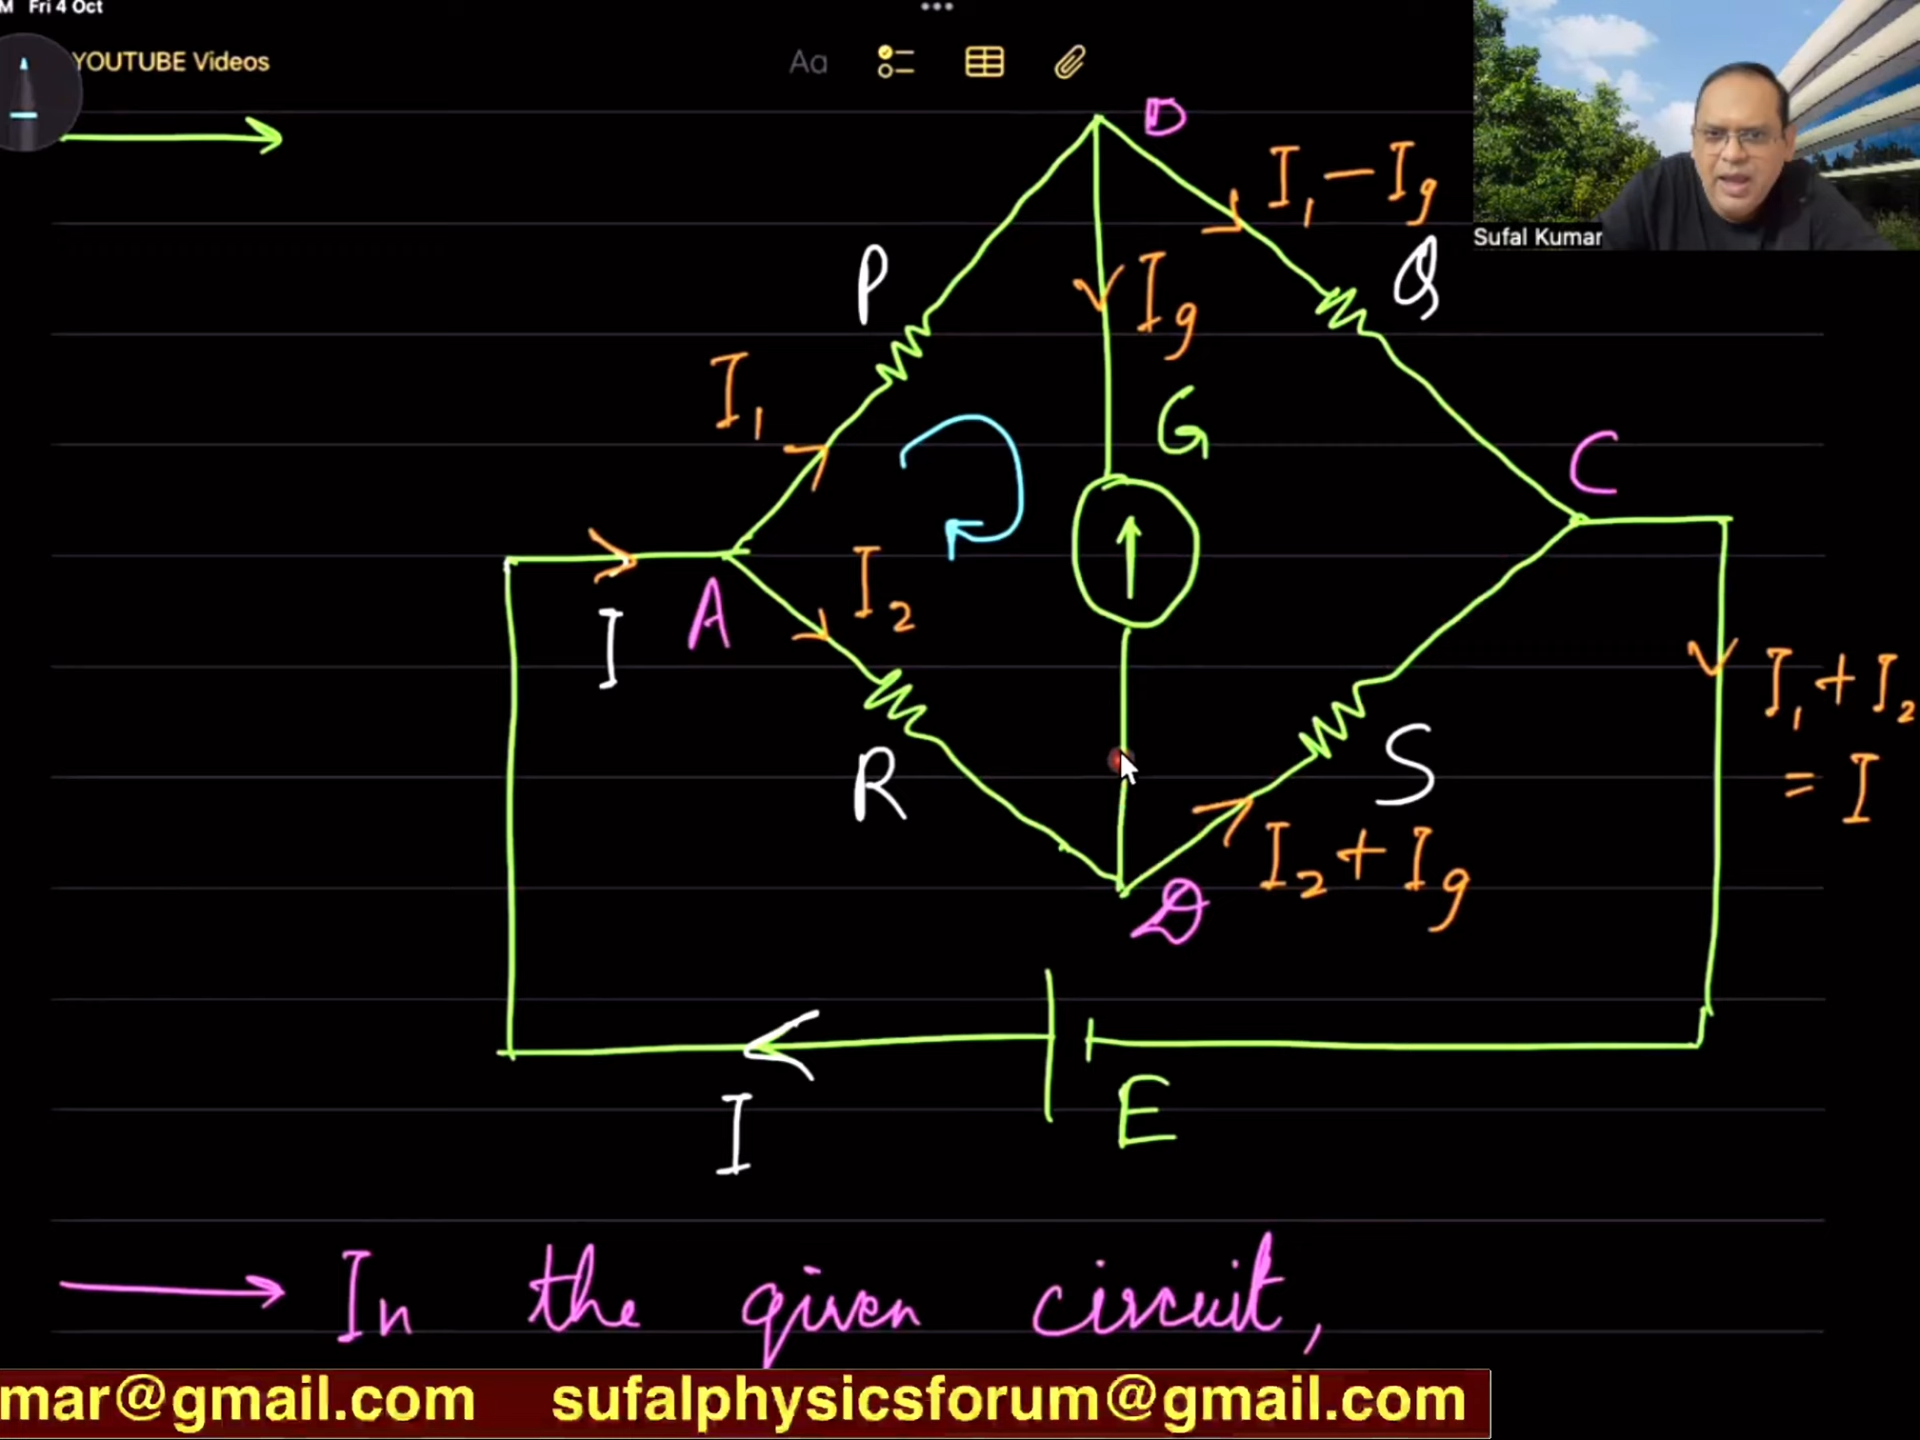 M Fri 4 Oct
YOUTUBE Videos
Aa
Sufal Kumar
B
I₁ - Ig
P
Ig
Q
I₁
G
C
I₂
A
I
I₁ + I₂
= I
R
S
I₂ + Ig
D
E
I
In the given circuit,
mar@gmail.com sufalphysicsforum@gmail.com